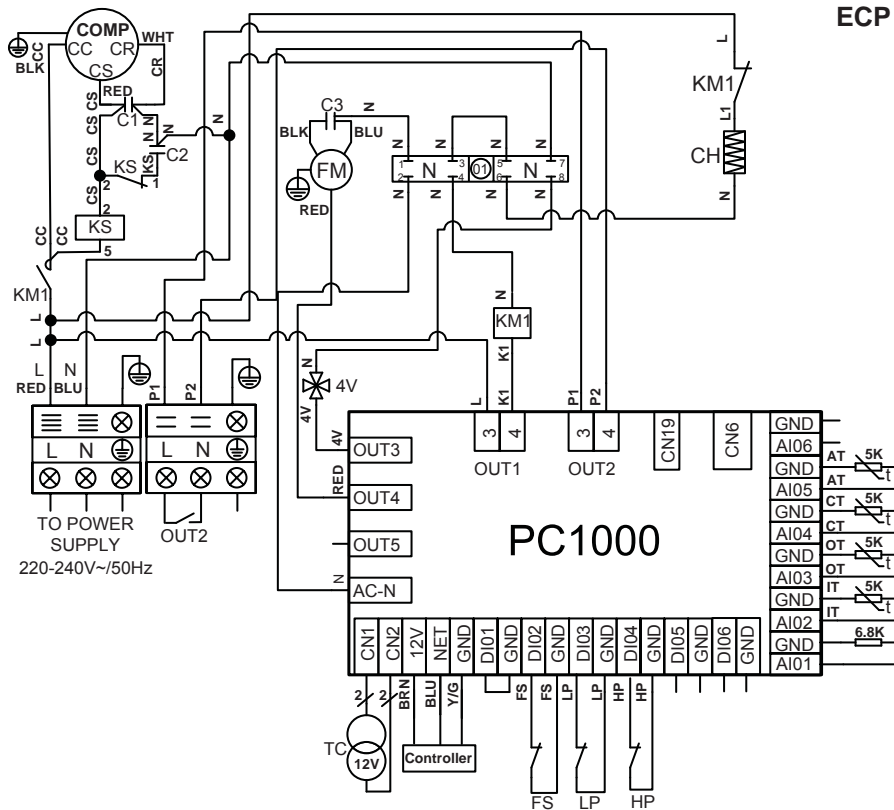 ECP
COMP
CC
CR
CS
WHT
CC
BLK
CR
RED
CS
CS
C1
N
N
N
N
C2
CS
KS
KS
2
1
CS
2
KS
5
CC
CC
KM1
L
L
L N
RED BLU
P1
P2
L N
L N
TO POWER
SUPPLY
220-240V~/50Hz
OUT2
C3
N
BLK
BLU
FM
RED
N
N
N
N
1
3
5
7
N
01
N
2
4
6
8
N
N
N
N
L
KM1
L1
CH
N
N
KM1
K1
N
4V
4V
L
K1
P1
P2
4V
OUT3
RED
OUT4
OUT5
N
AC-N
3
4
OUT1
3
4
OUT2
CN19
CN6
PC1000
GND
AI06
GND
AI05
GND
AI04
GND
AI03
GND
AI02
GND
AI01
AT
5K
t
AT
CT
5K
t
CT
OT
5K
t
OT
IT
5K
t
IT
6.8K
CN1
CN2
12V
NET
GND
DI01
GND
DI02
GND
DI03
GND
DI04
GND
DI05
GND
DI06
GND
2
2
BRN
BLU
Y/G
FS
FS
LP
LP
HP
HP
TC
12V
Controller
FS
LP
HP